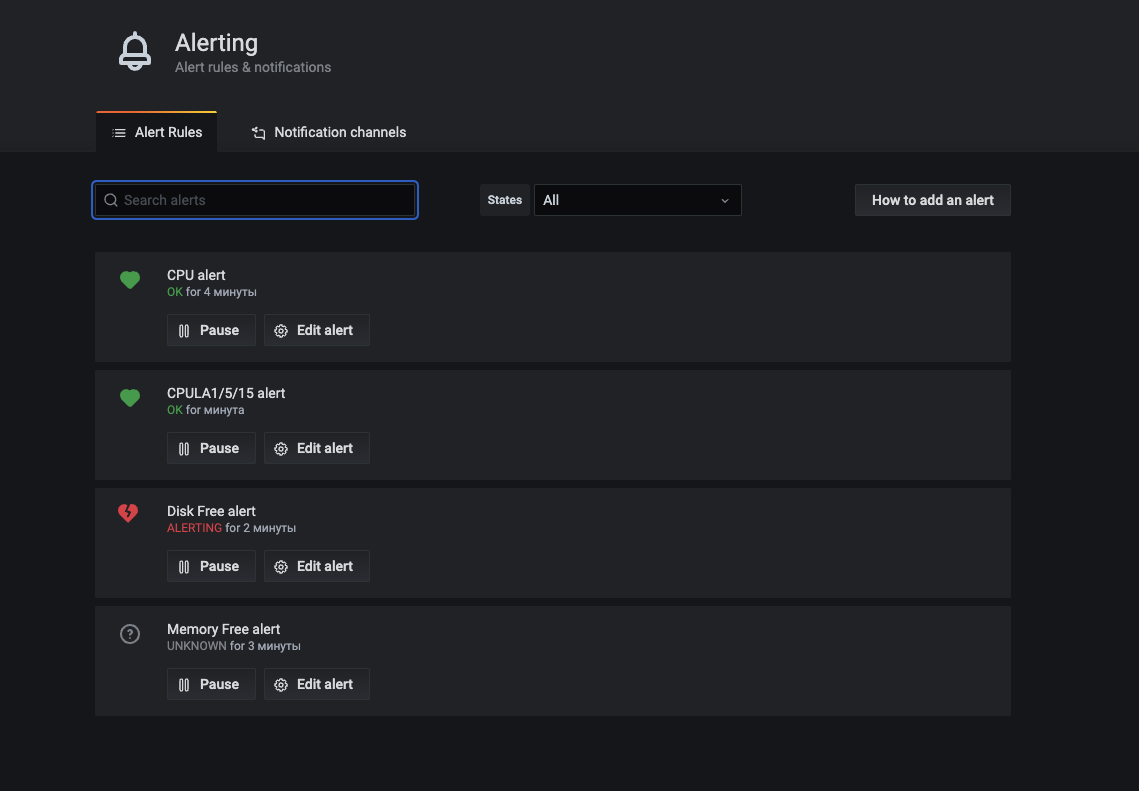 Alerting
Alert rules & notifications
Alert Rules
Notification channels
Search alerts
States
All
How to add an alert
CPU alert
OK for 4 минуты
Pause
Edit alert
CPULA1/5/15 alert
OK for минута
Pause
Edit alert
Disk Free alert
ALERTING for 2 минуты
Pause
Edit alert
?
Memory Free alert
UNKNOWN for 3 минуты
Pause
Edit alert